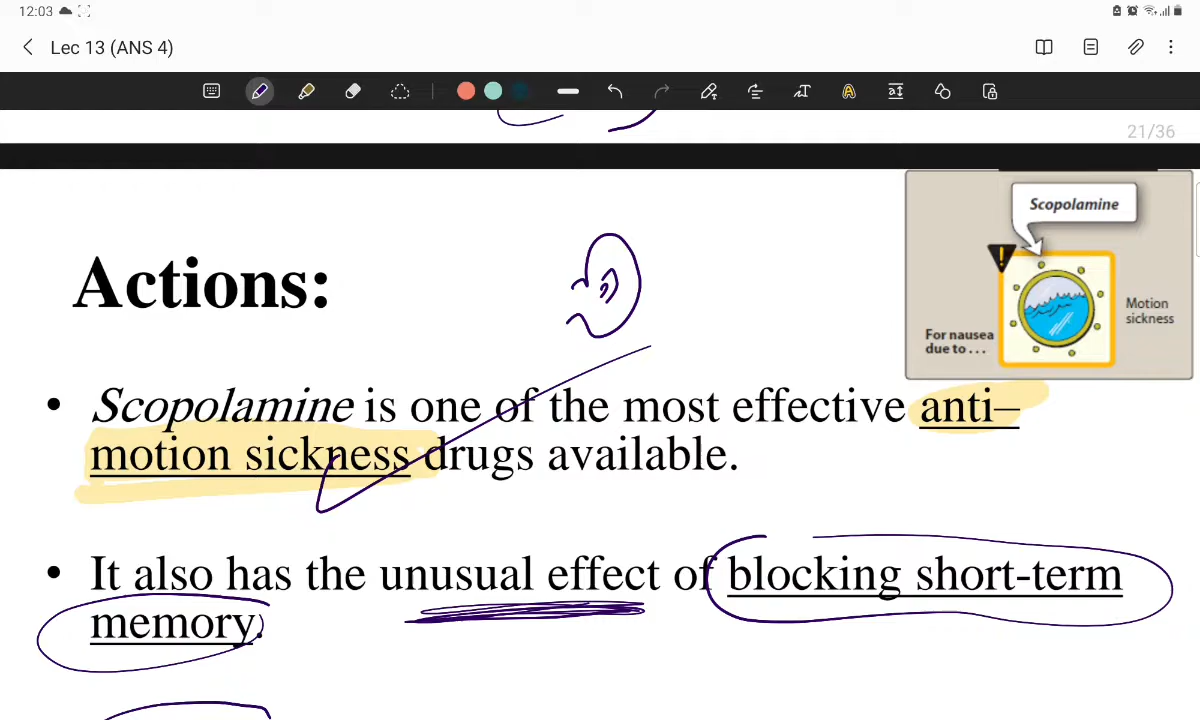 12:03
Lec 13 (ANS 4)
21/36
Scopolamine
Motion
sickness
For nausea
due to . . .
Actions:
• Scopolamine is one of the most effective anti–
motion sickness drugs available.
• It also has the unusual effect of blocking short-term
memory.